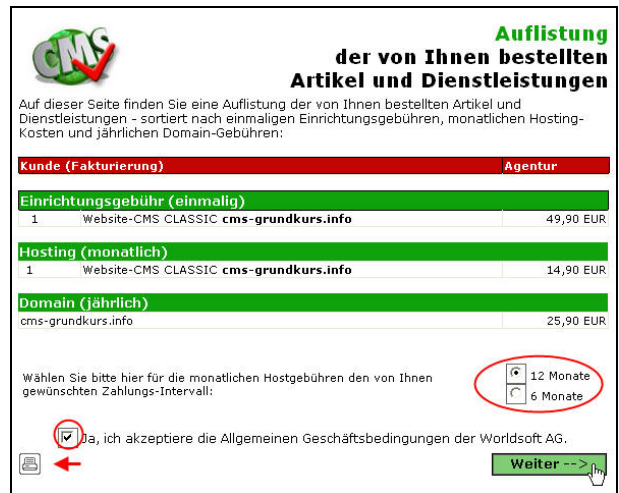 CMS
Auflistung
der von Ihnen bestellten
Artikel und Dienstleistungen
Auf dieser Seite finden Sie eine Auflistung der von Ihnen bestellten Artikel und
Dienstleistungen - sortiert nach einmaligen Einrichtungsgebühren, monatlichen Hosting-
Kosten und jährlichen Domain-Gebühren:
Kunde (Fakturierung) Agentur
Einrichtungsgebühr (einmalig)
1 Website-CMS CLASSIC cms-grundkurs.info 49,90 EUR
Hosting (monatlich)
1 Website-CMS CLASSIC cms-grundkurs.info 14,90 EUR
Domain (jährlich)
cms-grundkurs.info 25,90 EUR
Wählen Sie bitte hier für die monatlichen Hostgebühren den von Ihnen
gewünschten Zahlungs-Intervall:
12 Monate
6 Monate
Ja, ich akzeptiere die Allgemeinen Geschäftsbedingungen der Worldsoft AG.
Weiter -->